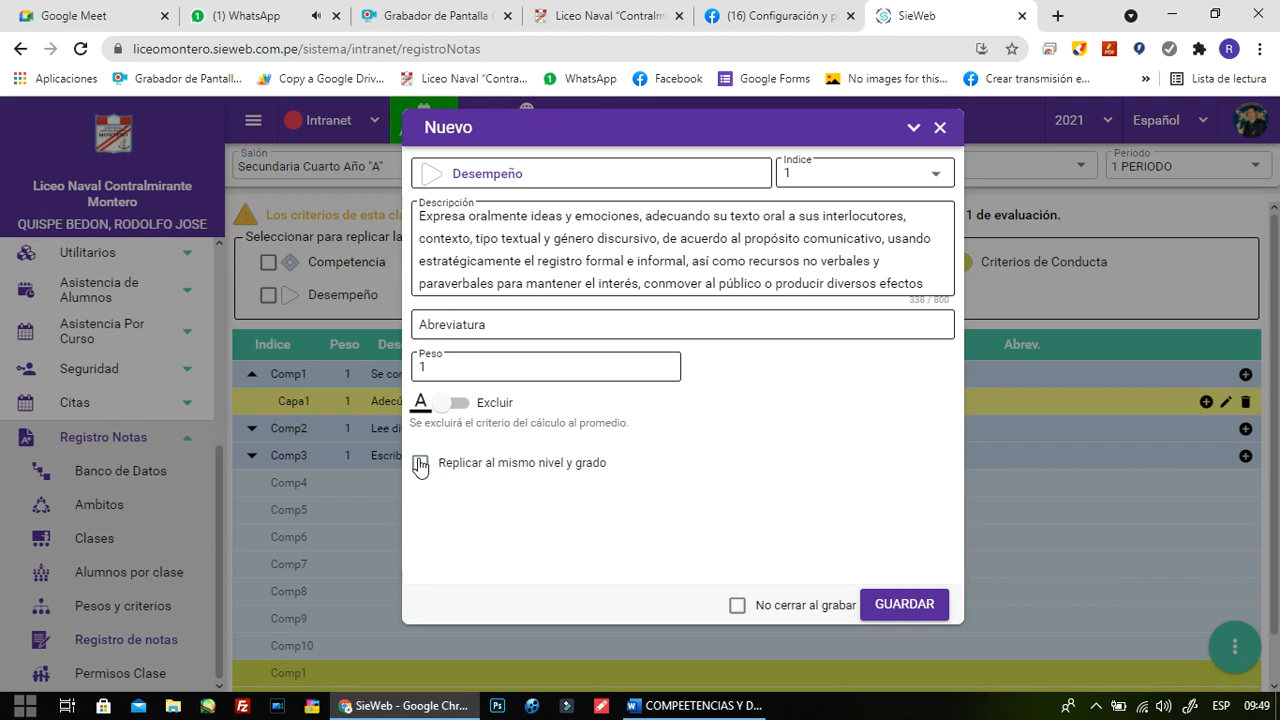 Google Meet
(1) WhatsApp
Grabador de Pantalla
Liceo Naval "Contralm
(16) Configuración y p
SieWeb
liceomontero.sieweb.com.pe/sistema/intranet/registroNotas
R
Aplicaciones
Grabador de Pantall...
Copy a Google Driv...
Liceo Naval "Contra...
WhatsApp
Facebook
Google Forms
No images for this...
Crear transmisión e...
»
Lista de lectura
Intranet
2021
Español
Liceo Naval Contralmirante
Montero
QUISPE BEDON, RODOLFO JOSE
Utilitarios
Asistencia de
Alumnos
Asistencia Por
Curso
Seguridad
Citas
Registro Notas
Banco de Datos
Ambitos
Clases
Alumnos por clase
Pesos y criterios
Registro de notas
Permisos Clase
Salón
Secundaria Cuarto Año "A"
Periodo
1 PERIODO
Los criterios de esta cla
1 de evaluación.
Seleccionar para replicar la
Competencia
Criterios de Conducta
Desempeño
Indice Peso Des
Abrev.
Comp1 1 Se co
Capa1 1 Adecú
Comp2 1 Lee di
Comp3 1 Escrib
Comp4
Comp5
Comp6
Comp7
Comp8
Comp9
Comp10
Comp1
Nuevo
Desempeño
Indice
1
Descripción
Expresa oralmente ideas y emociones, adecuando su texto oral a sus interlocutores,
contexto, tipo textual y género discursivo, de acuerdo al propósito comunicativo, usando
estratégicamente el registro formal e informal, así como recursos no verbales y
paraverbales para mantener el interés, conmover al público o producir diversos efectos
338 / 800
Abreviatura
Peso
1
A Excluir
Se excluirá el criterio del cálculo al promedio.
Replicar al mismo nivel y grado
No cerrar al grabar
GUARDAR
SieWeb - Google Chr...
COMPEETENCIAS Y D...
ESP
09:49